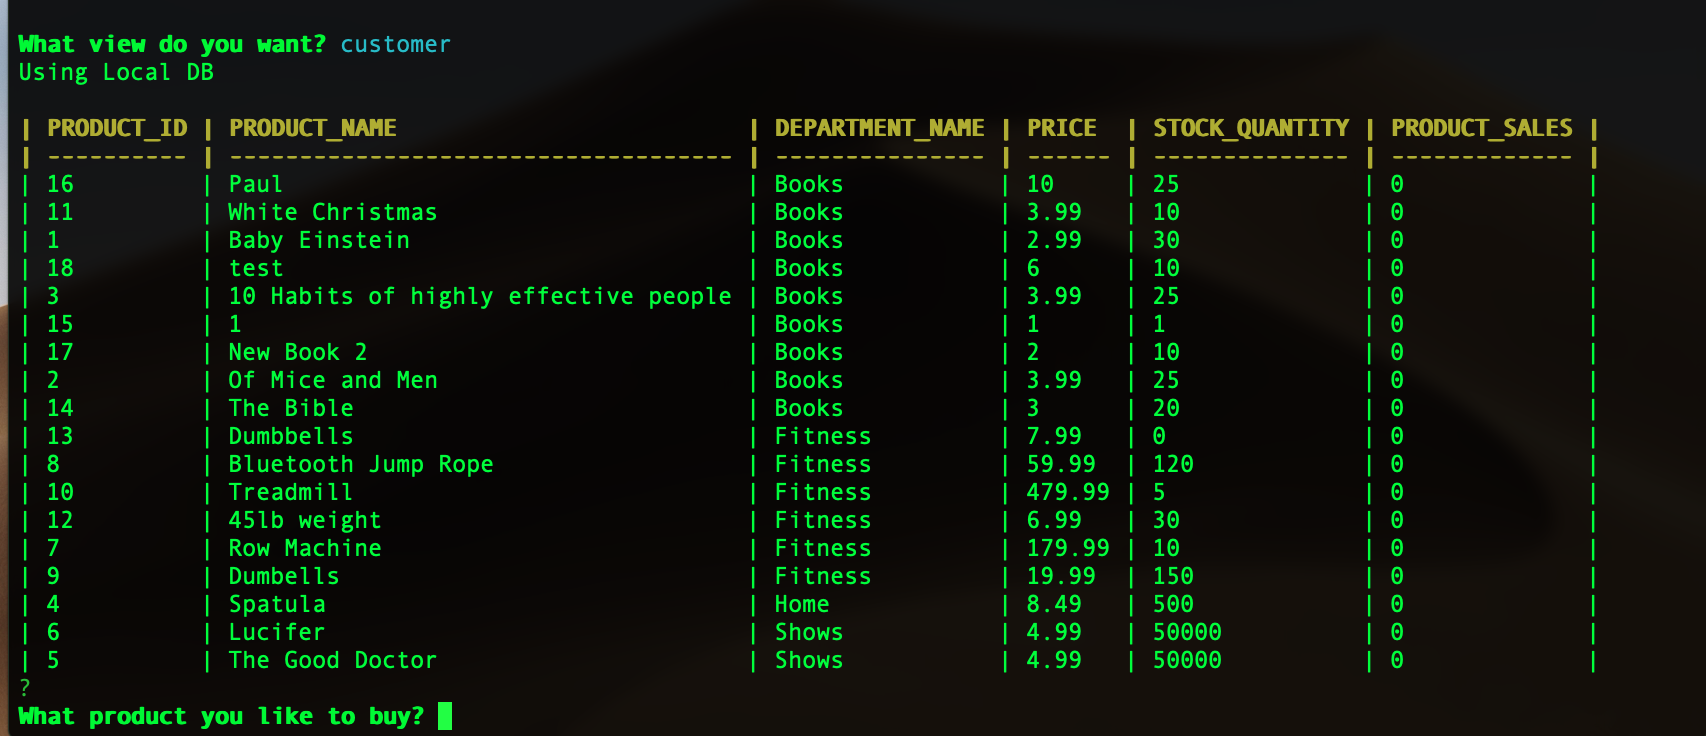 What view do you want? customer
Using Local DB
| PRODUCT_ID | PRODUCT_NAME                         | DEPARTMENT_NAME | PRICE  | STOCK_QUANTITY | PRODUCT_SALES |
| ---------- | ------------------------------------ | --------------- | ------ | -------------- | ------------- |
| 16         | Paul                                 | Books           | 10     | 25             | 0             |
| 11         | White Christmas                      | Books           | 3.99   | 10             | 0             |
| 1          | Baby Einstein                        | Books           | 2.99   | 30             | 0             |
| 18         | test                                 | Books           | 6      | 10             | 0             |
| 3          | 10 Habits of highly effective people | Books           | 3.99   | 25             | 0             |
| 15         | 1                                    | Books           | 1      | 1              | 0             |
| 17         | New Book 2                           | Books           | 2      | 10             | 0             |
| 2          | Of Mice and Men                      | Books           | 3.99   | 25             | 0             |
| 14         | The Bible                            | Books           | 3      | 20             | 0             |
| 13         | Dumbbells                            | Fitness         | 7.99   | 0              | 0             |
| 8          | Bluetooth Jump Rope                  | Fitness         | 59.99  | 120            | 0             |
| 10         | Treadmill                            | Fitness         | 479.99 | 5              | 0             |
| 12         | 45lb weight                          | Fitness         | 6.99   | 30             | 0             |
| 7          | Row Machine                          | Fitness         | 179.99 | 10             | 0             |
| 9          | Dumbells                             | Fitness         | 19.99  | 150            | 0             |
| 4          | Spatula                              | Home            | 8.49   | 500            | 0             |
| 6          | Lucifer                              | Shows           | 4.99   | 50000          | 0             |
| 5          | The Good Doctor                      | Shows           | 4.99   | 50000          | 0             |
?
What product you like to buy?